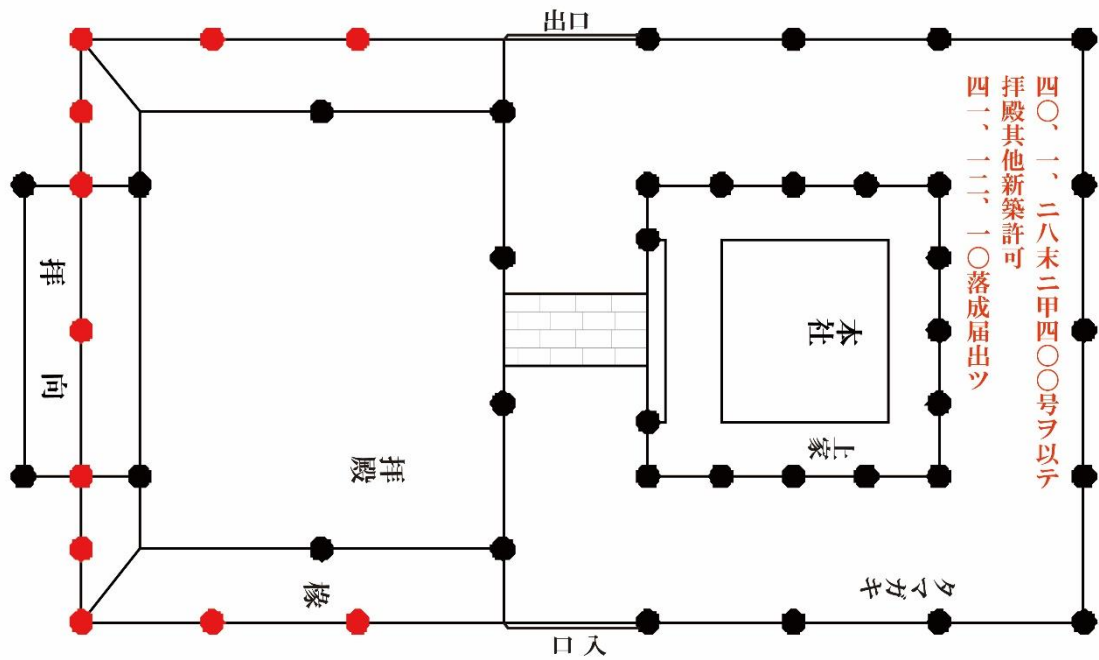 出口
四〇、一、二八末ニ甲四〇〇号ヲ以テ
拝殿其他新築許可
四一、一二、一〇落成届出ツ
本社
上家
タマガキ
拝殿
拝向
椽
入口